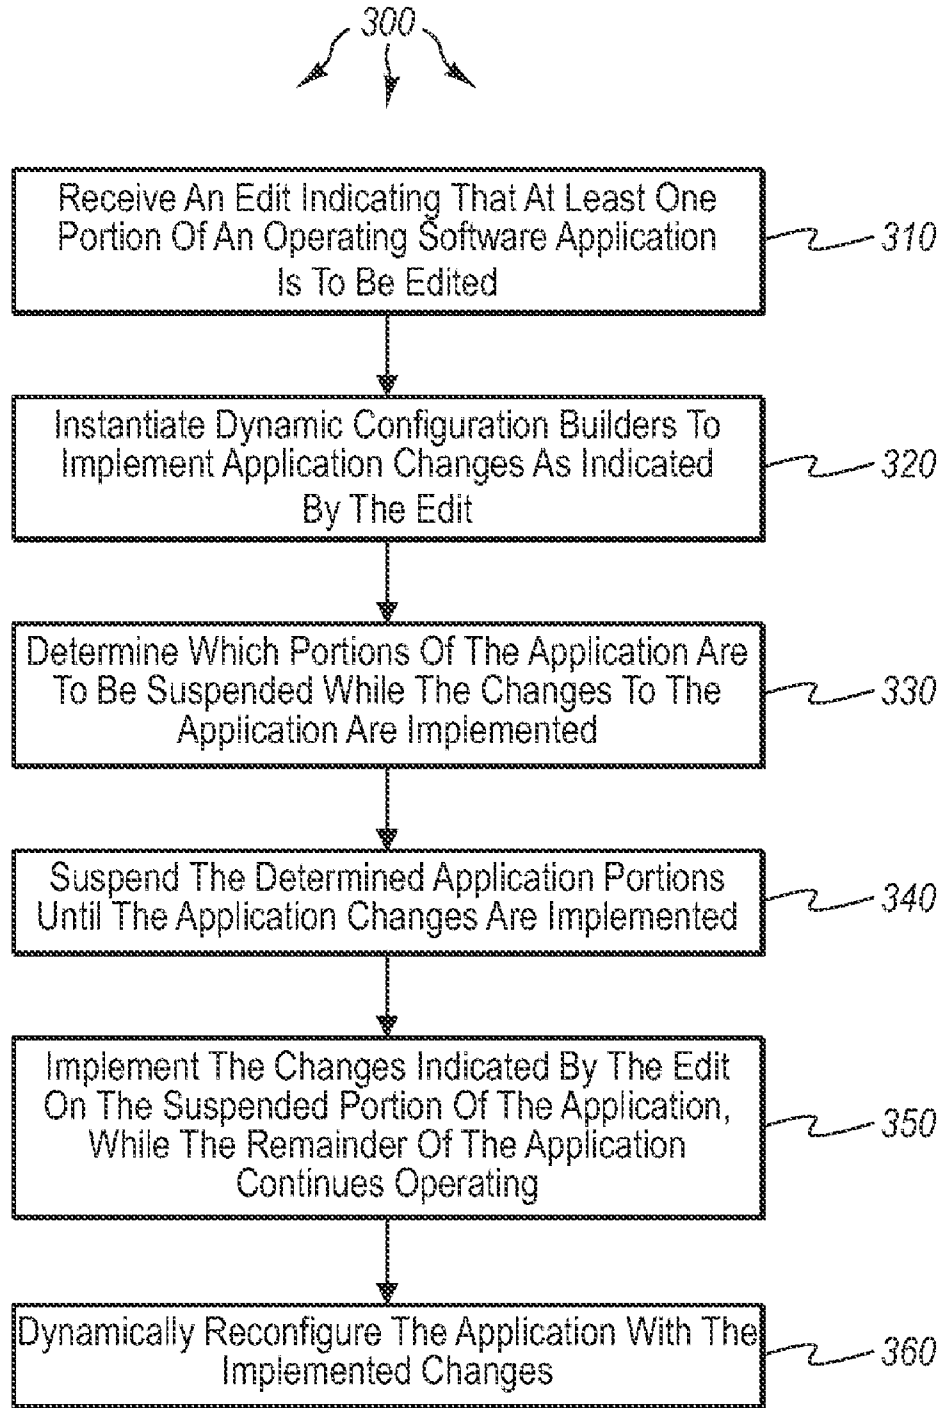 300
Receive An Edit Indicating That At Least One
Portion Of An Operating Software Application
Is To Be Edited
310
Instantiate Dynamic Configuration Builders To
Implement Application Changes As Indicated
By The Edit
320
Determine Which Portions Of The Application Are
To Be Suspended While The Changes To The
Application Are Implemented
330
Suspend The Determined Application Portions
Until The Application Changes Are Implemented
340
Implement The Changes Indicated By The Edit
On The Suspended Portion Of The Application,
While The Remainder Of The Application
Continues Operating
350
Dynamically Reconfigure The Application With The
Implemented Changes
360